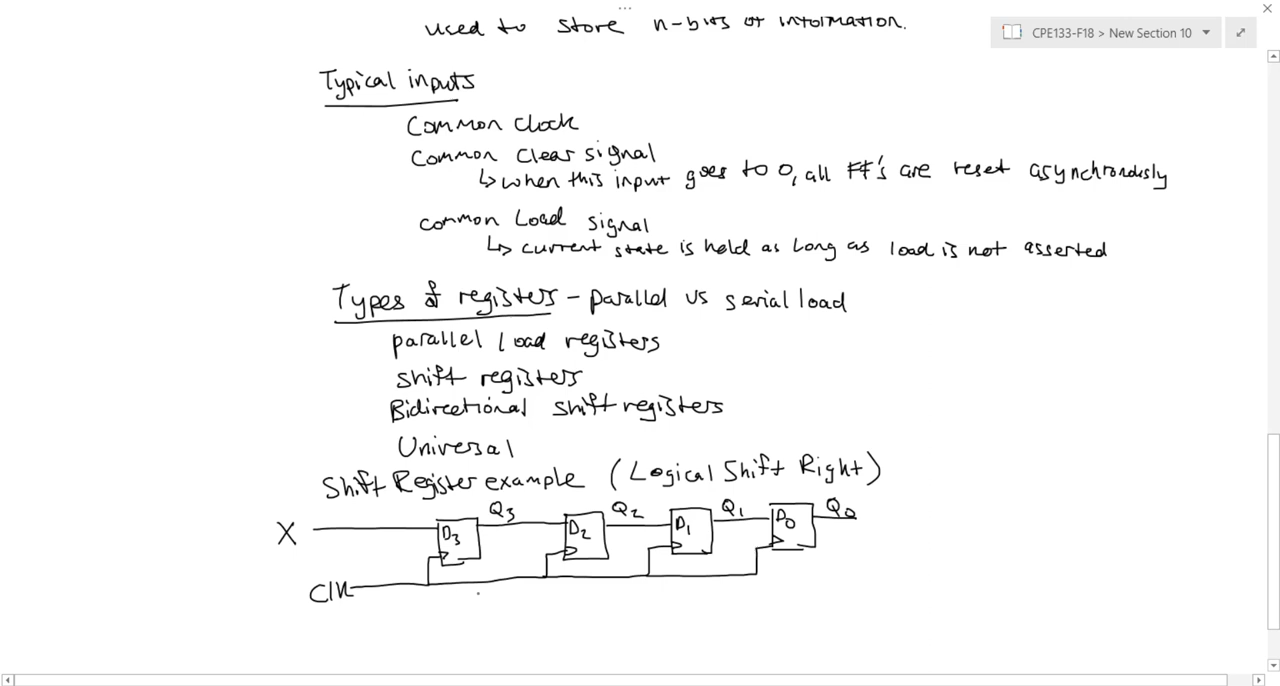 used to store n-bits of information.
CPE133-F18 > New Section 10
Typical inputs
Common Clock
Common Clear signal
↳ when this input goes to 0, all FF's are reset asynchronously
Common Load signal
↳ current state is held as long as load is not asserted
Types of registers - parallel vs serial load
parallel load registers
shift registers
Bidirectional shift registers
Universal
Shift Register example (Logical Shift Right)
Q3 Q2 Q1 Q0
X D3 D2 D1 D0
Clk